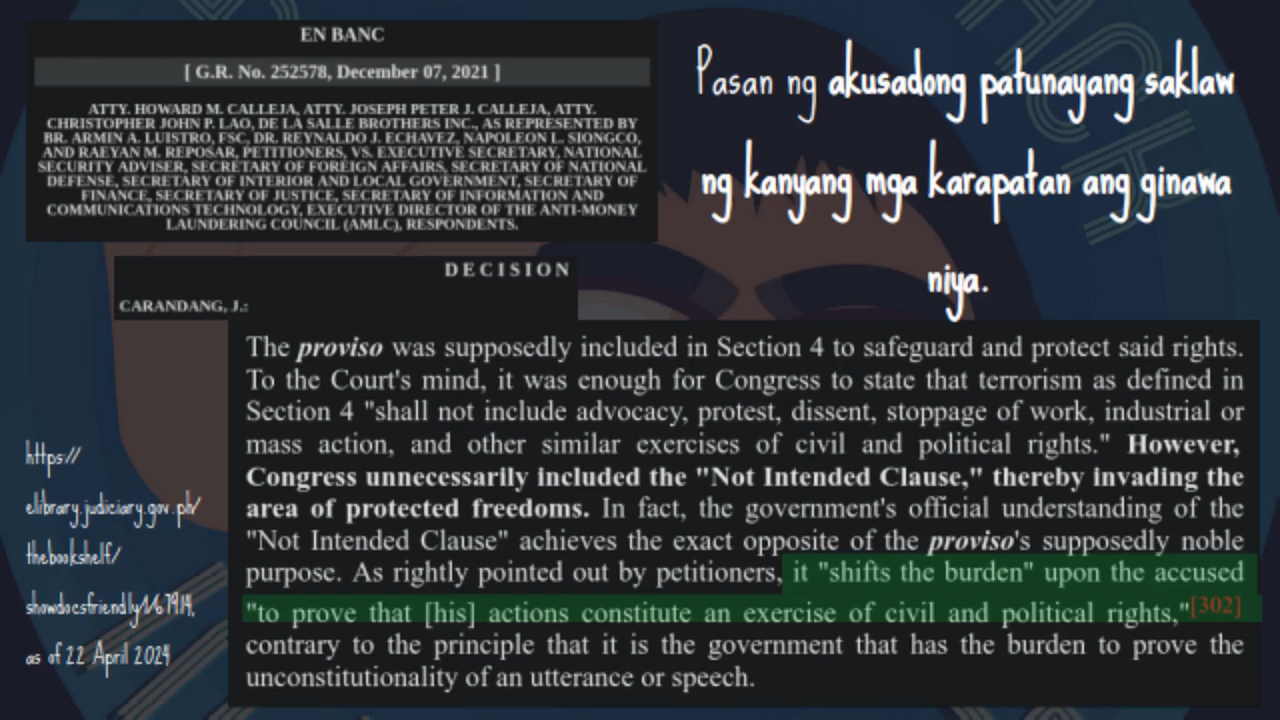 EN BANC
[ G.R. No. 252578, December 07, 2021 ]
ATTY. HOWARD M. CALLEJA, ATTY. JOSEPH PETER J. CALLEJA, ATTY.
CHRISTOPHER JOHN P. LAO, DE LA SALLE BROTHERS INC., AS REPRESENTED BY
BR. ARMIN A. LUISTRO, FSC, DR. REYNALDO J. ECHAVEZ, NAPOLEON L. SIONGCO,
AND RAEYAN M. REPOSAR, PETITIONERS, VS. EXECUTIVE SECRETARY, NATIONAL
SECURITY ADVISER, SECRETARY OF FOREIGN AFFAIRS, SECRETARY OF NATIONAL
DEFENSE, SECRETARY OF INTERIOR AND LOCAL GOVERNMENT, SECRETARY OF
FINANCE, SECRETARY OF JUSTICE, SECRETARY OF INFORMATION AND
COMMUNICATIONS TECHNOLOGY, EXECUTIVE DIRECTOR OF THE ANTI-MONEY
LAUNDERING COUNCIL (AMLC), RESPONDENTS.
Pasan ng akusadong patunayang saklaw
ng kanyang mga karapatan ang ginawa
niya.
DECISION
CARANDANG, J.:
The proviso was supposedly included in Section 4 to safeguard and protect said rights.
To the Court's mind, it was enough for Congress to state that terrorism as defined in
Section 4 "shall not include advocacy, protest, dissent, stoppage of work, industrial or
mass action, and other similar exercises of civil and political rights." However,
Congress unnecessarily included the "Not Intended Clause," thereby invading the
area of protected freedoms. In fact, the government's official understanding of the
"Not Intended Clause" achieves the exact opposite of the proviso's supposedly noble
purpose. As rightly pointed out by petitioners, it "shifts the burden" upon the accused
"to prove that [his] actions constitute an exercise of civil and political rights,"[302]
contrary to the principle that it is the government that has the burden to prove the
unconstitutionality of an utterance or speech.
https://
elibrary.judiciary.gov.ph/
thebookshelf/
showdocsfriendly/1/67914,
as of 22 April 2024